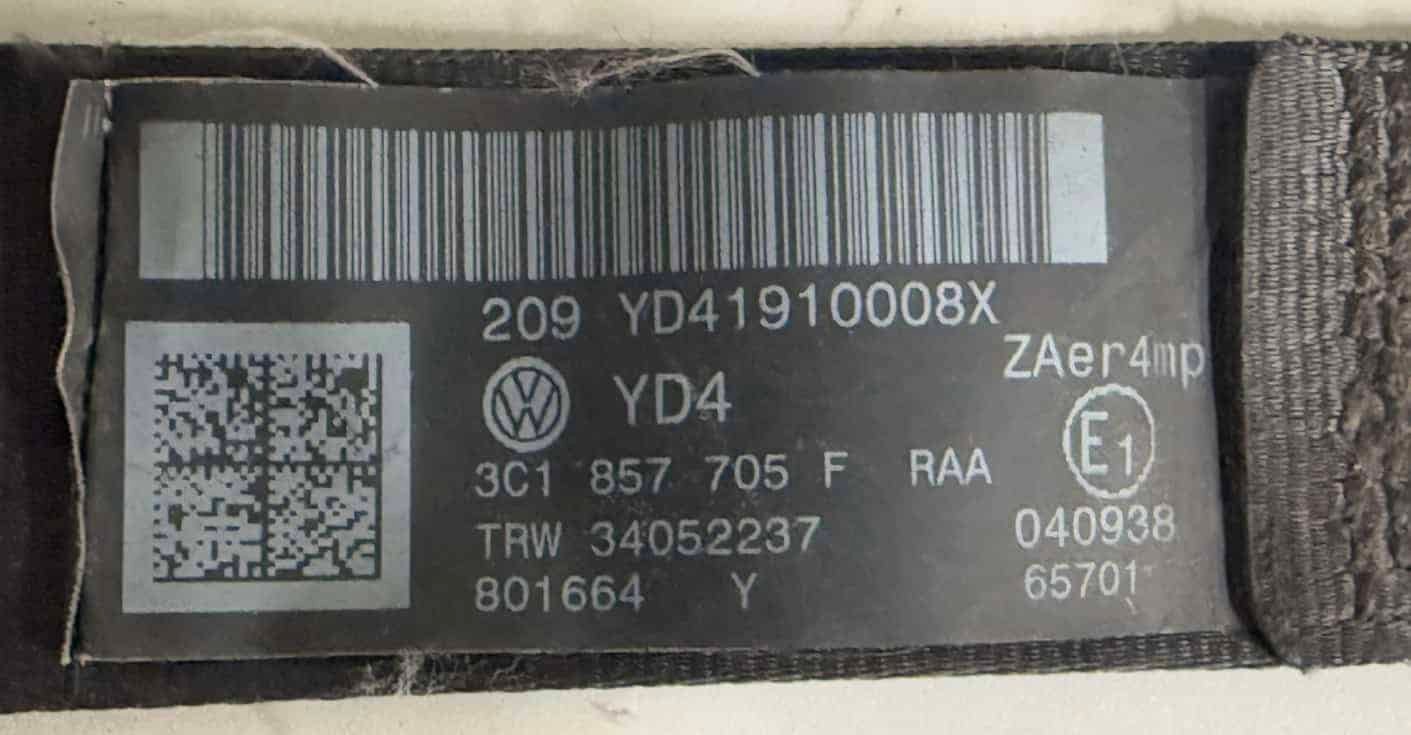 209 YD41910008X
ZAer4mp
YD4
E1
3C1 857 705 F RAA
TRW 34052237
040938
801664 Y
65701